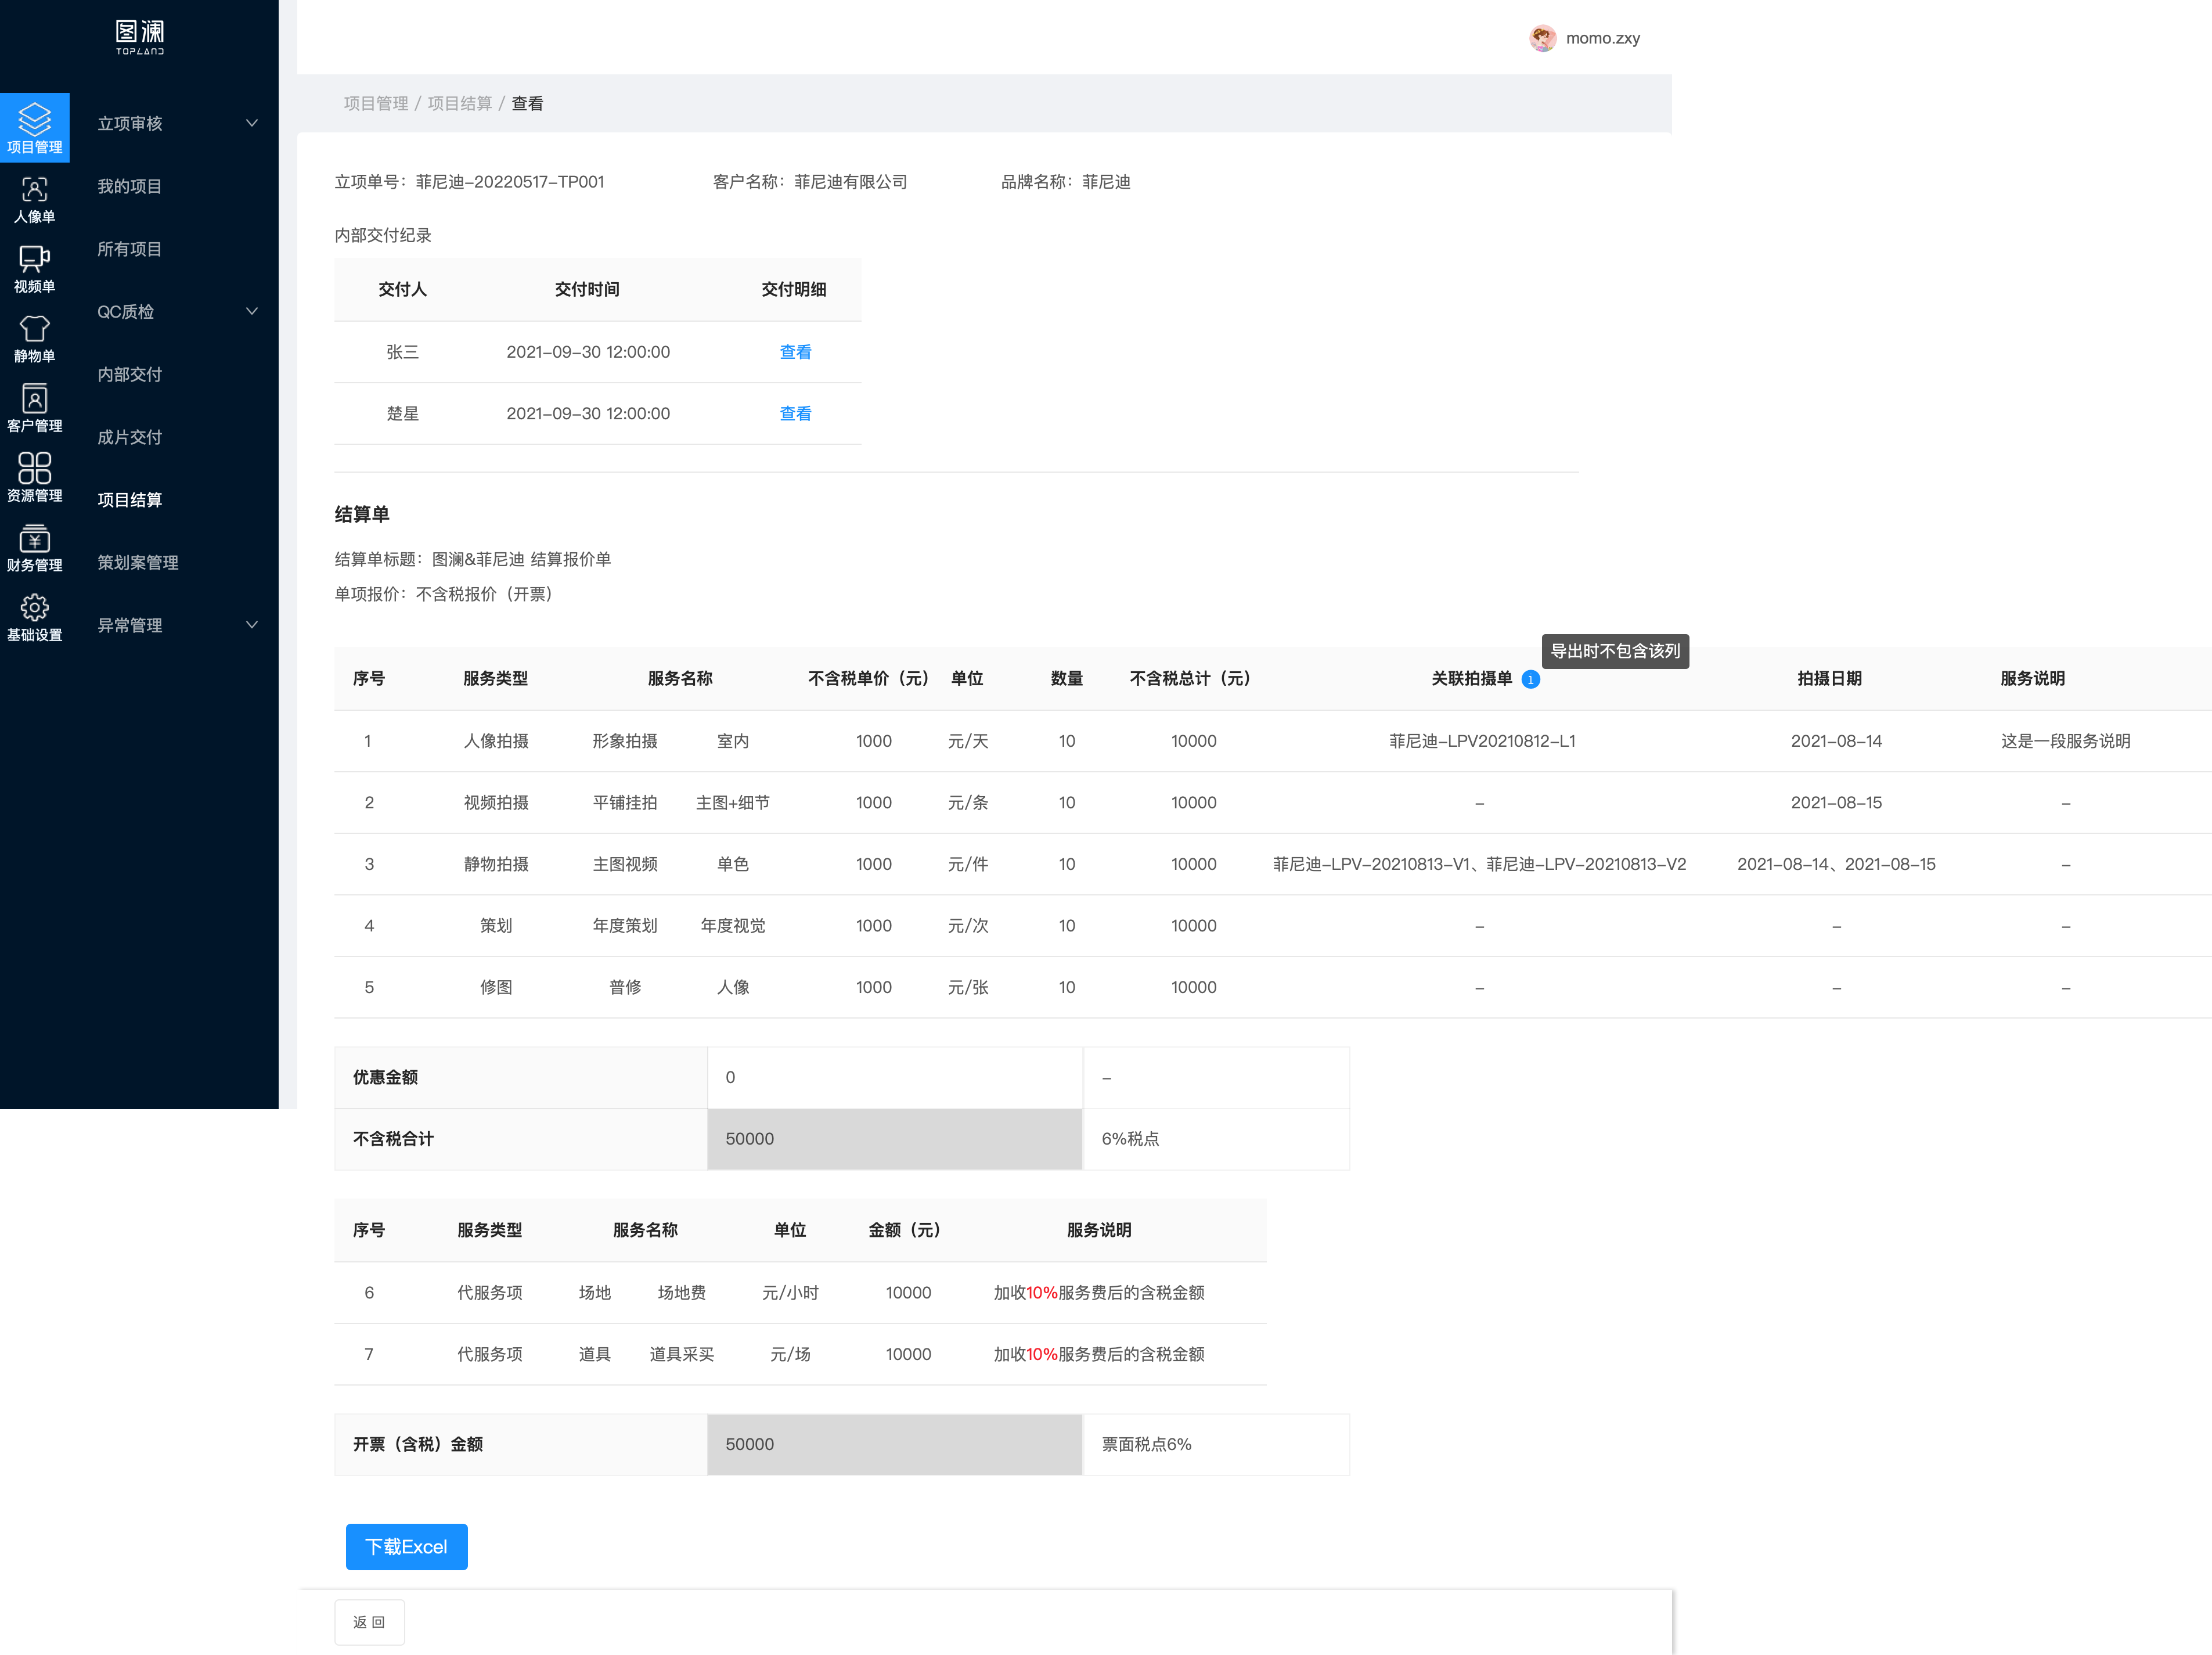 图澜
TOPLAND
momo.zxy
项目管理 / 项目结算 / 查看
项目管理
人像单
视频单
静物单
客户管理
资源管理
财务管理
基础设置
立项审核
我的项目
所有项目
QC质检
内部交付
成片交付
项目结算
策划案管理
异常管理
立项单号：菲尼迪-20220517-TP001 客户名称：菲尼迪有限公司 品牌名称：菲尼迪
内部交付纪录
交付人 交付时间 交付明细
张三 2021-09-30 12:00:00 查看
楚星 2021-09-30 12:00:00 查看
结算单
结算单标题：图澜&菲尼迪 结算报价单
单项报价：不含税报价（开票）
导出时不包含该列
序号 服务类型 服务名称 不含税单价（元） 单位 数量 不含税总计（元） 关联拍摄单 1 拍摄日期 服务说明
1 人像拍摄 形象拍摄 室内 1000 元/天 10 10000 菲尼迪-LPV20210812-L1 2021-08-14 这是一段服务说明
2 视频拍摄 平铺挂拍 主图+细节 1000 元/条 10 10000 - 2021-08-15 -
3 静物拍摄 主图视频 单色 1000 元/件 10 10000 菲尼迪-LPV-20210813-V1、菲尼迪-LPV-20210813-V2 2021-08-14、2021-08-15 -
4 策划 年度策划 年度视觉 1000 元/次 10 10000 - - -
5 修图 普修 人像 1000 元/张 10 10000 - - -
优惠金额 0 -
不含税合计 50000 6%税点
序号 服务类型 服务名称 单位 金额（元） 服务说明
6 代服务项 场地 场地费 元/小时 10000 加收10%服务费后的含税金额
7 代服务项 道具 道具采买 元/场 10000 加收10%服务费后的含税金额
开票（含税）金额 50000 票面税点6%
下载Excel
返 回